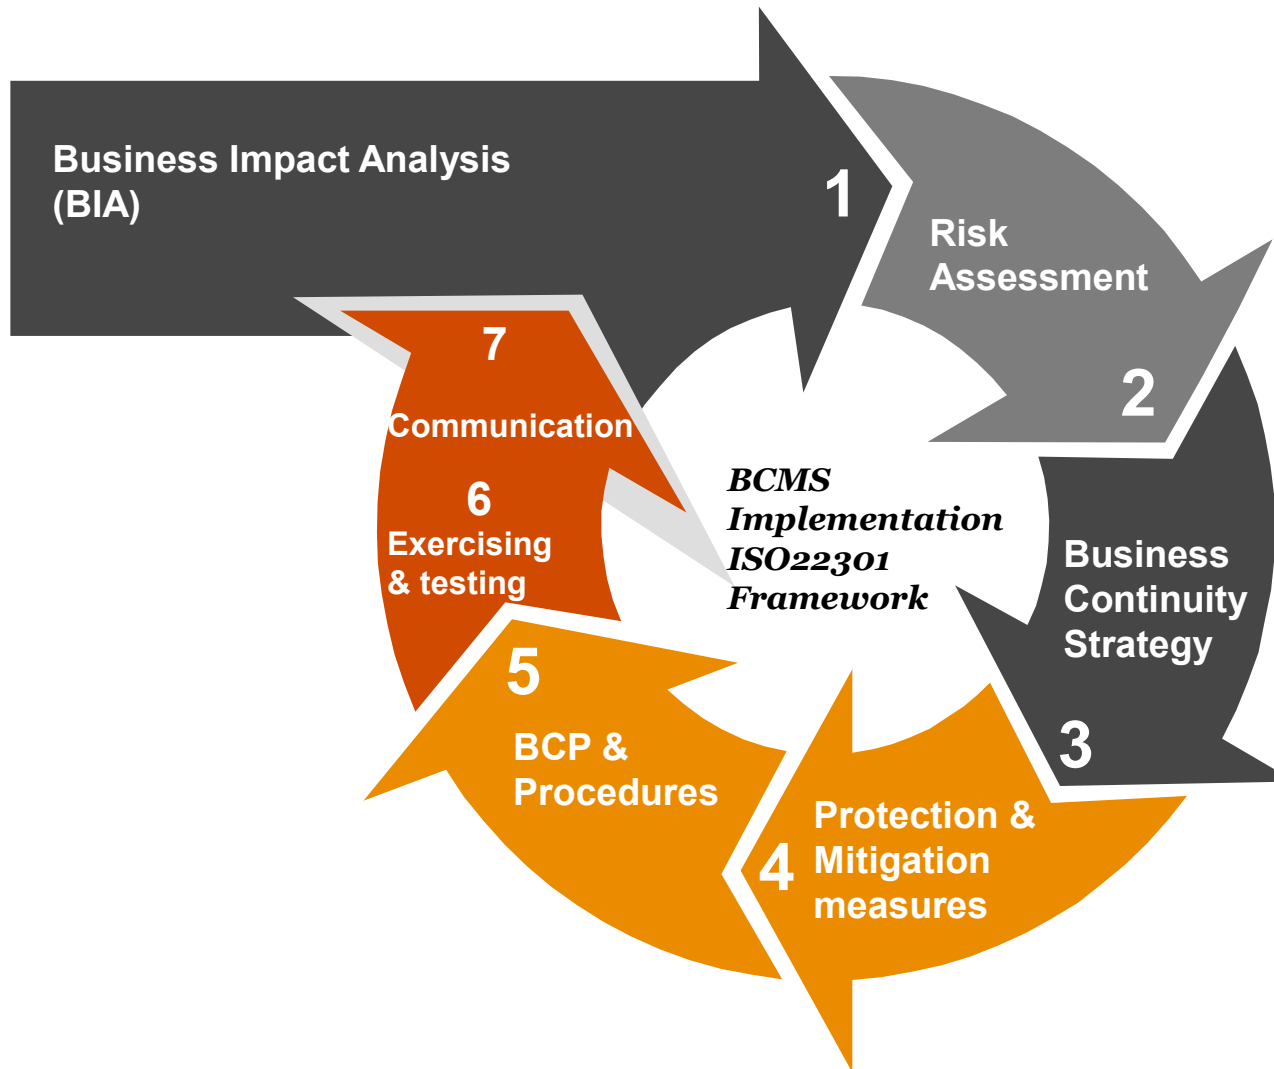 Business Impact Analysis
(BIA)
1
Risk
Assessment
2
Business
Continuity
Strategy
3
Protection &
Mitigation
measures
4
5
BCP &
Procedures
6
Exercising
& testing
7
Communication
BCMS
Implementation
ISO22301
Framework